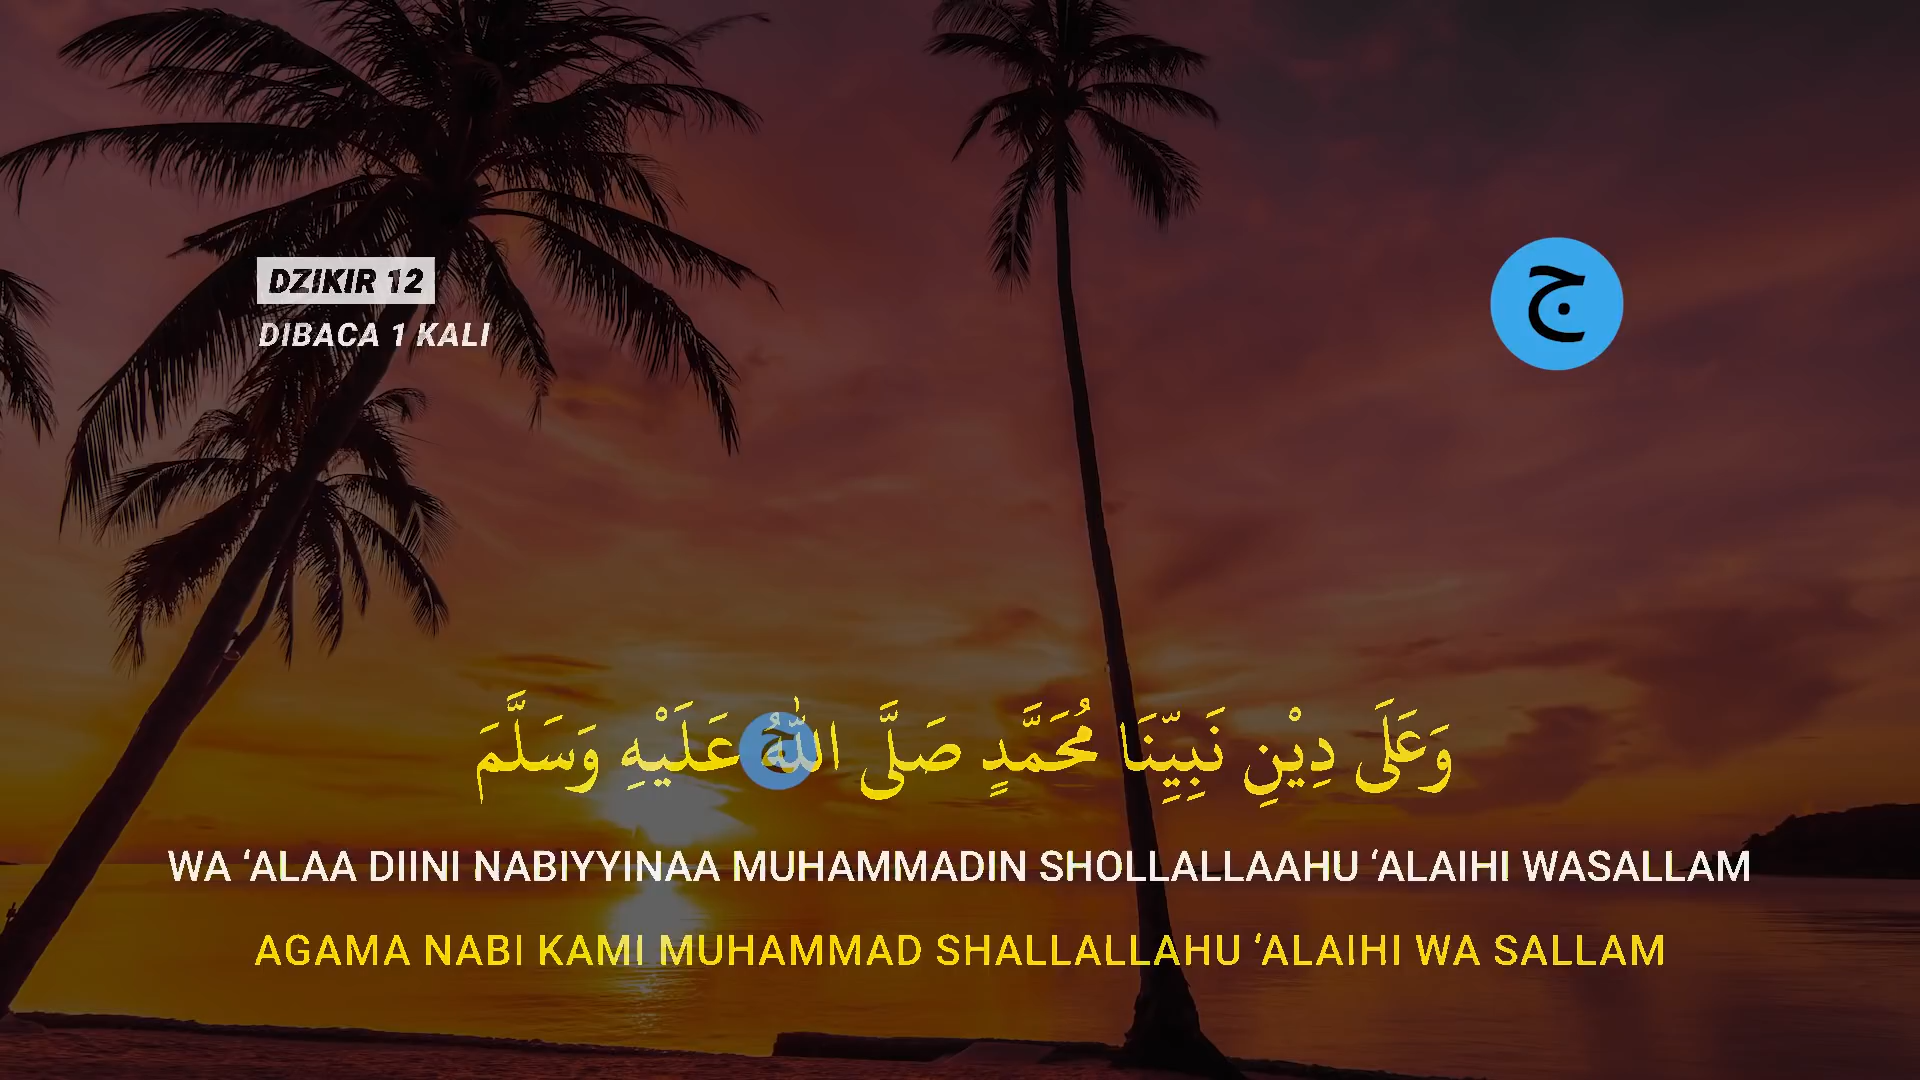 DZIKIR 12
DIBACA 1 KALI
ج
وَعَلَى دِيْنِ نَبِيِّنَا مُحَمَّدٍ صَلَّى اللّٰهُ عَلَيْهِ وَسَلَّمَ
WA ‘ALAA DIINI NABIYYINAA MUHAMMADIN SHOLLALLAAHU ‘ALAIHI WASALLAM
AGAMA NABI KAMI MUHAMMAD SHALLALLAHU ‘ALAIHI WA SALLAM